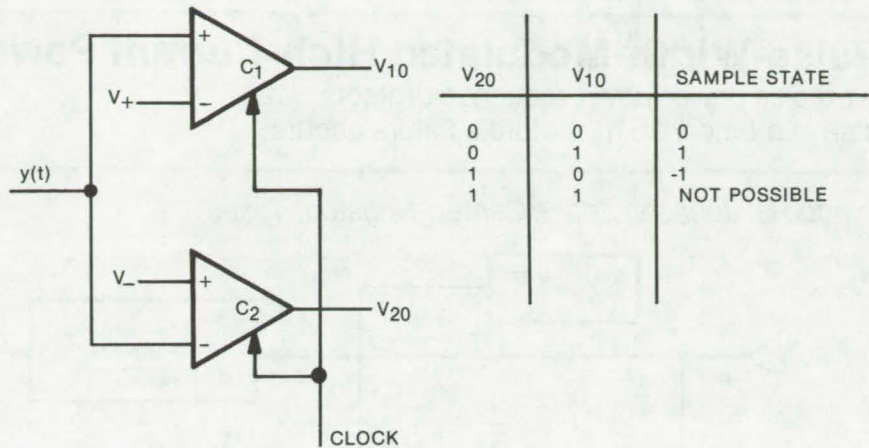 +
C1
V10
V+
−
y(t)
V−
+
C2
V20
−
CLOCK
V20 V10 SAMPLE STATE
0 0 0
0 1 1
1 0 -1
1 1 NOT POSSIBLE